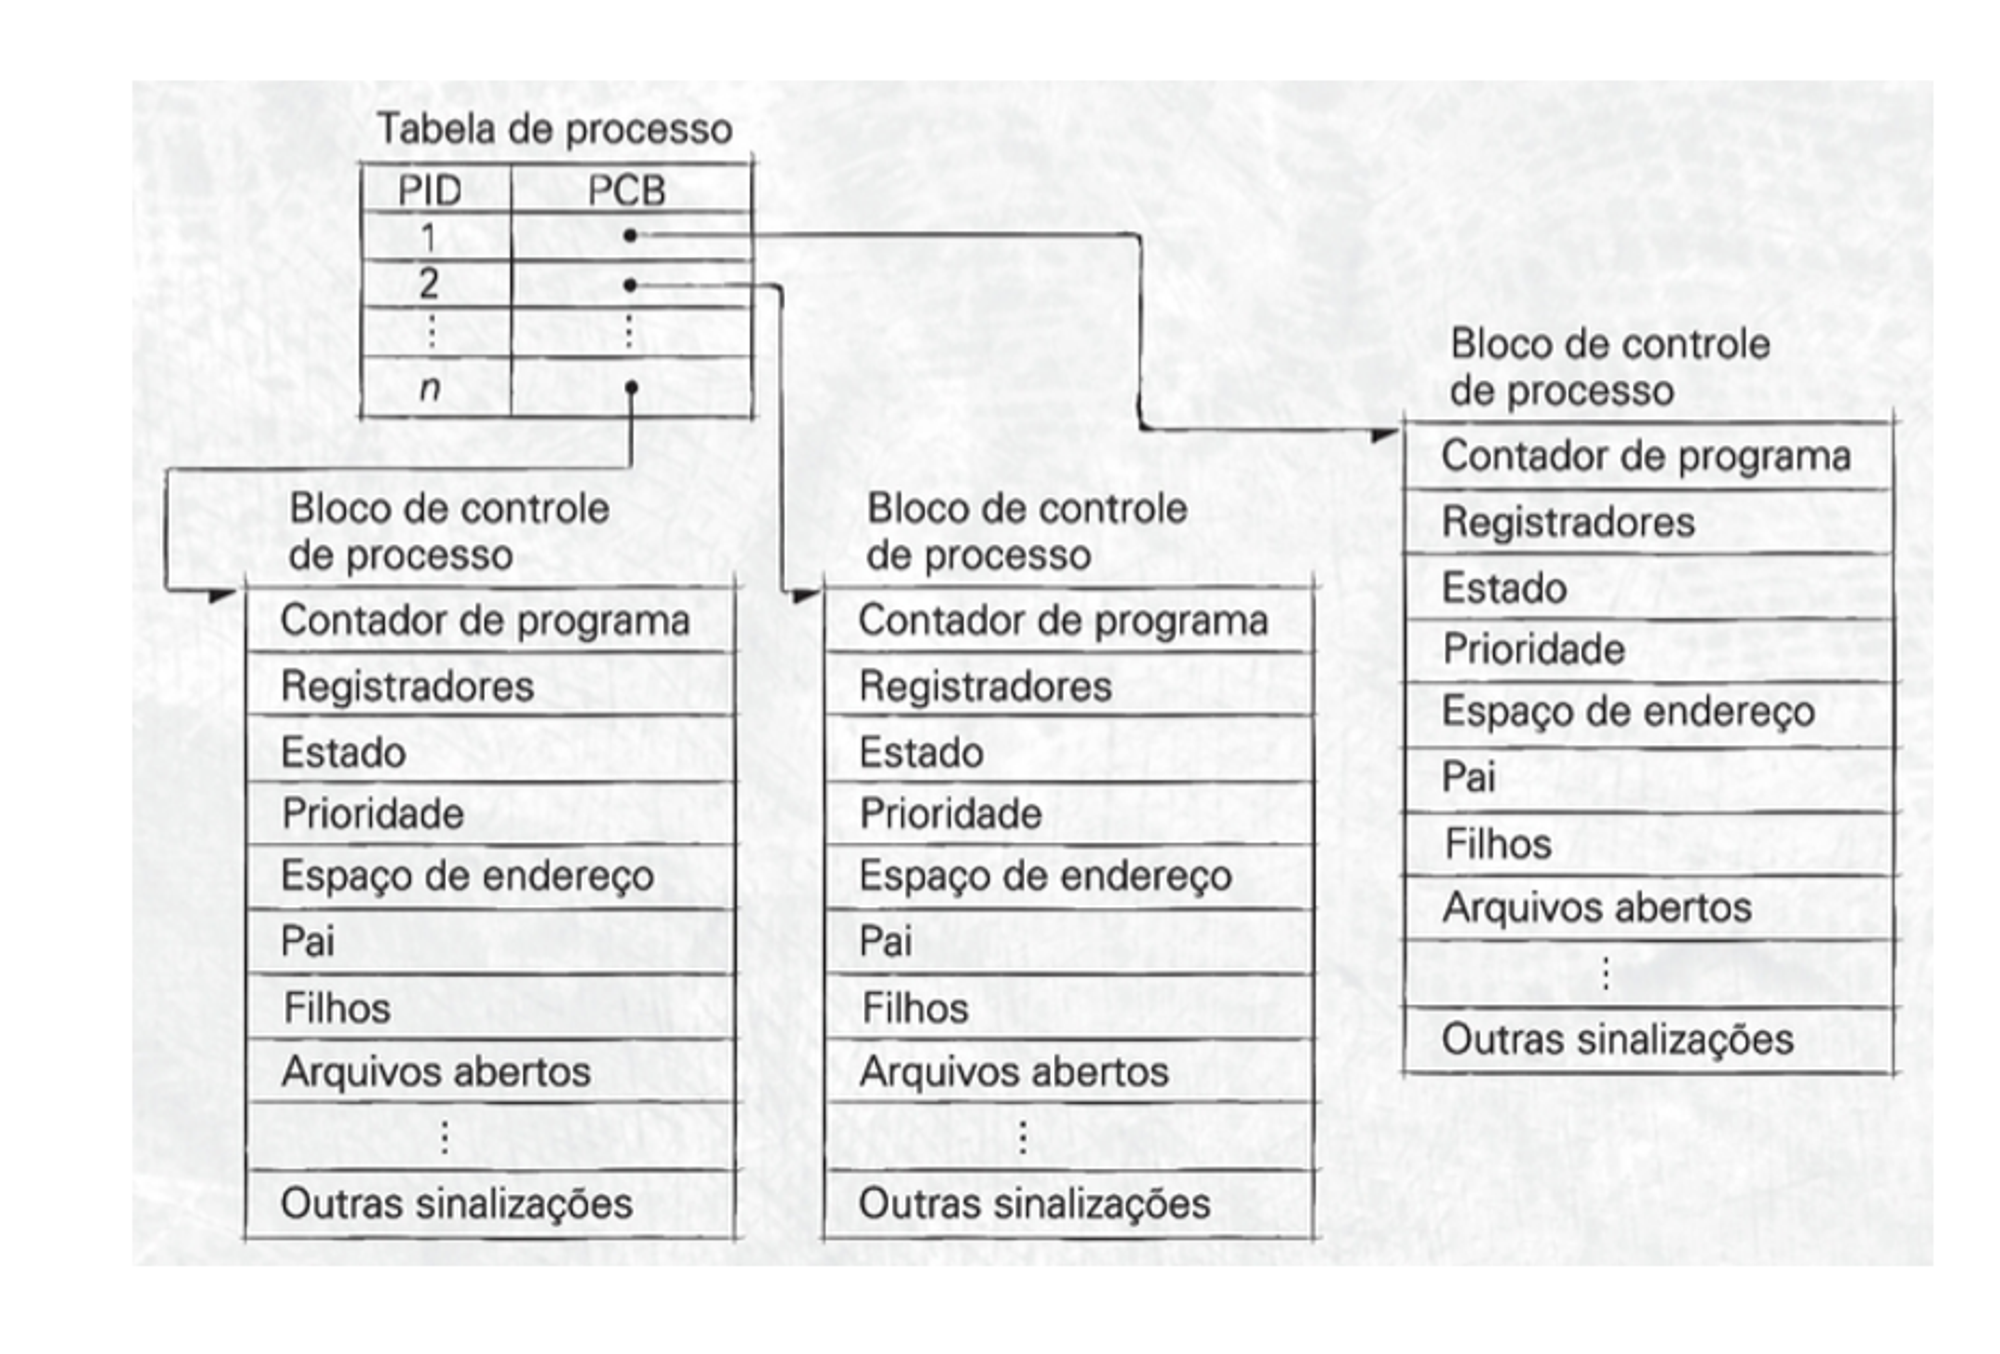 Tabela de processo
PID PCB
1
2
⋮ ⋮
n
Bloco de controle
de processo
Contador de programa
Registradores
Estado
Prioridade
Espaço de endereço
Pai
Filhos
Arquivos abertos
⋮
Outras sinalizações
Bloco de controle
de processo
Contador de programa
Registradores
Estado
Prioridade
Espaço de endereço
Pai
Filhos
Arquivos abertos
⋮
Outras sinalizações
Bloco de controle
de processo
Contador de programa
Registradores
Estado
Prioridade
Espaço de endereço
Pai
Filhos
Arquivos abertos
⋮
Outras sinalizações